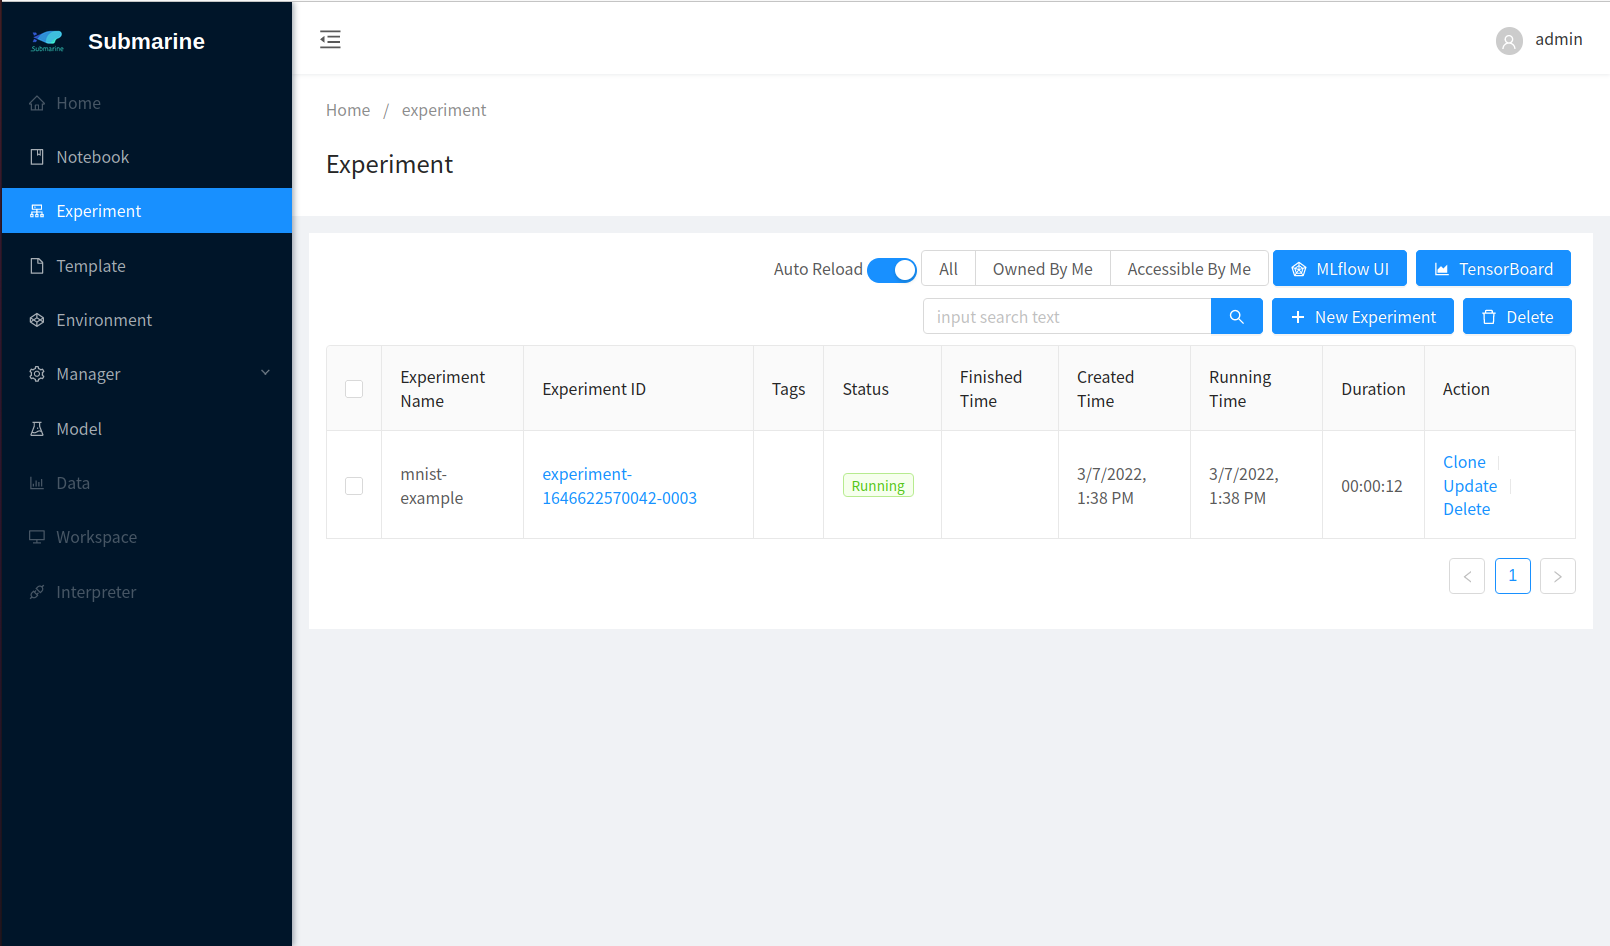 Submarine
Submarine
admin
Home
Notebook
Experiment
Template
Environment
Manager
Model
Data
Workspace
Interpreter
Home / experiment
Experiment
Auto Reload All Owned By Me Accessible By Me MLflow UI TensorBoard
input search text New Experiment Delete
Experiment Name Experiment ID Tags Status Finished Time Created Time Running Time Duration Action
mnist-example experiment-1646622570042-0003 Running 3/7/2022, 1:38 PM 3/7/2022, 1:38 PM 00:00:12 Clone Update Delete
< 1 >